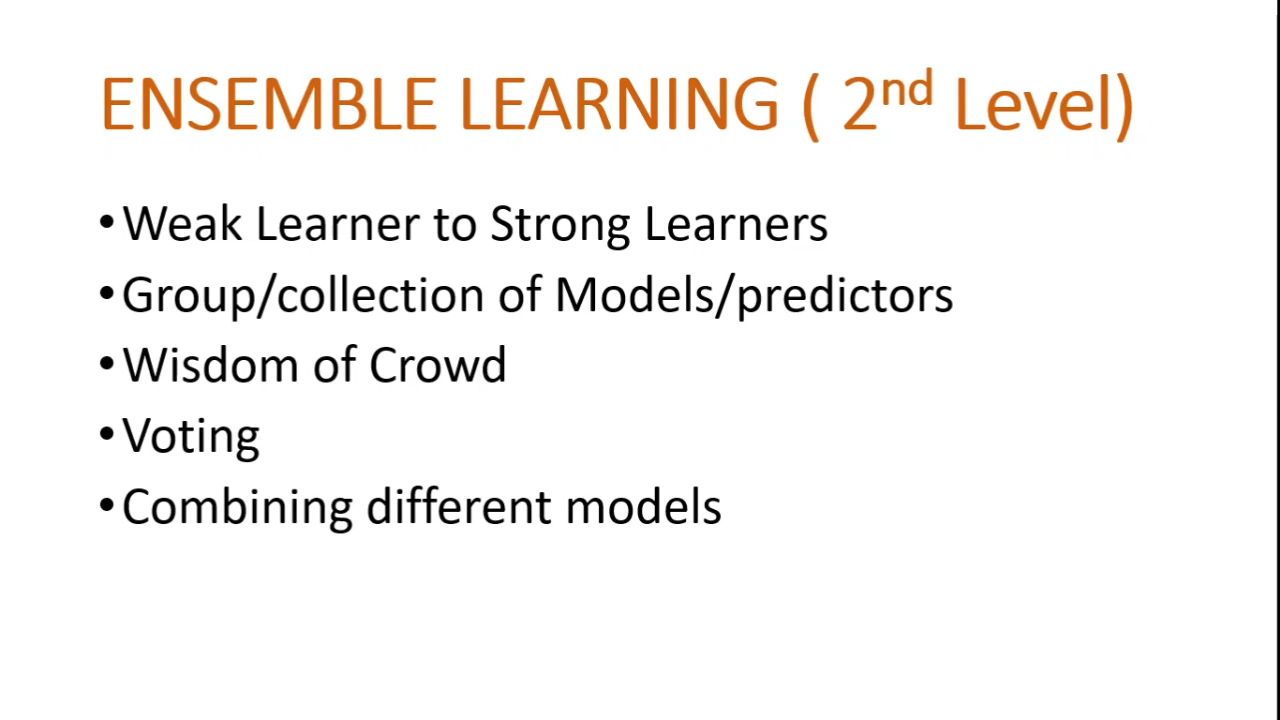 ENSEMBLE LEARNING ( 2nd Level)
•Weak Learner to Strong Learners
•Group/collection of Models/predictors
•Wisdom of Crowd
•Voting
•Combining different models